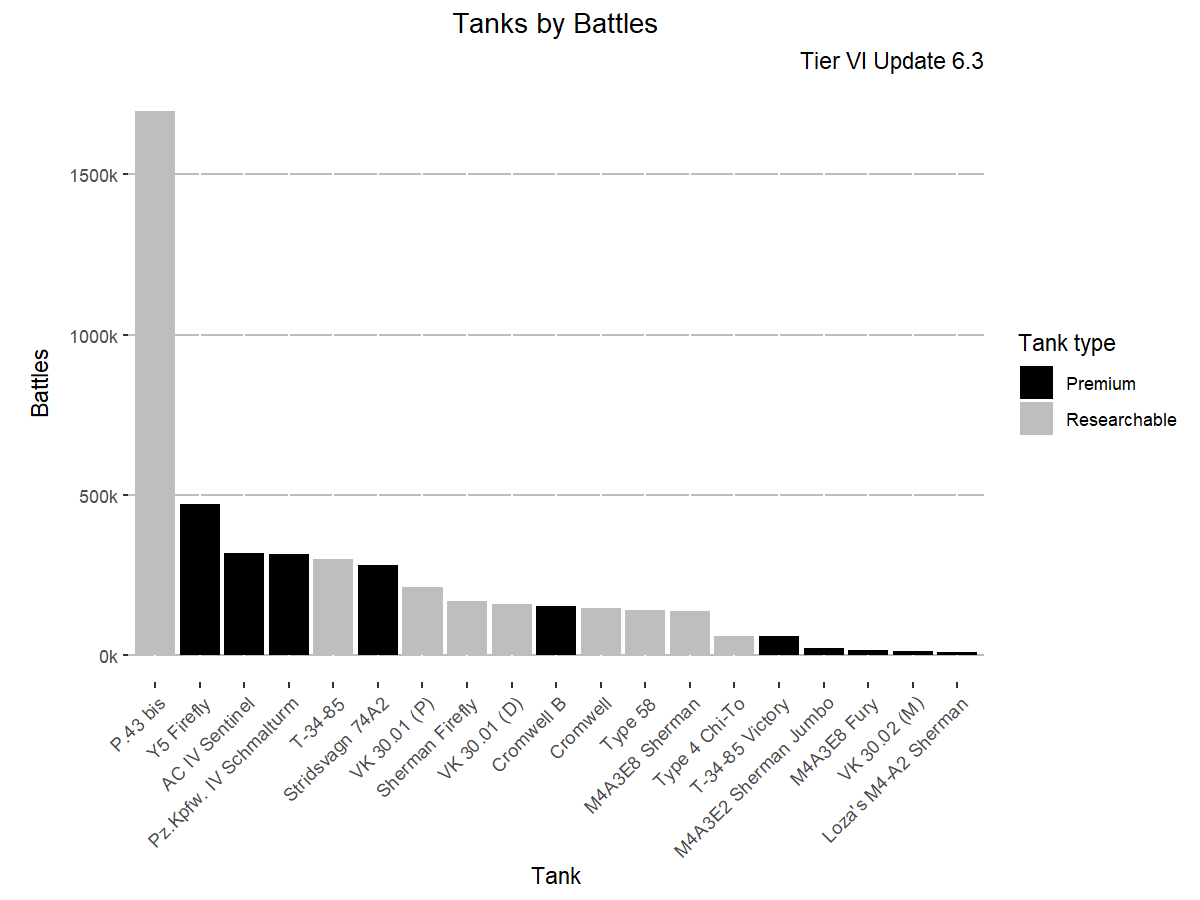 Tanks by Battles
Tier VI Update 6.3
1500k
1000k
500k
0k
Battles
P.43 bis
Y5 Firefly
AC IV Sentinel
Pz.Kpfw. IV Schmalturm
T-34-85
Stridsvagn 74A2
VK 30.01 (P)
Sherman Firefly
VK 30.01 (D)
Cromwell B
Cromwell
Type 58
M4A3E8 Sherman
Type 4 Chi-To
T-34-85 Victory
M4A3E2 Sherman Jumbo
M4A3E8 Fury
VK 30.02 (M)
Loza's M4-A2 Sherman
Tank
Tank type
Premium
Researchable